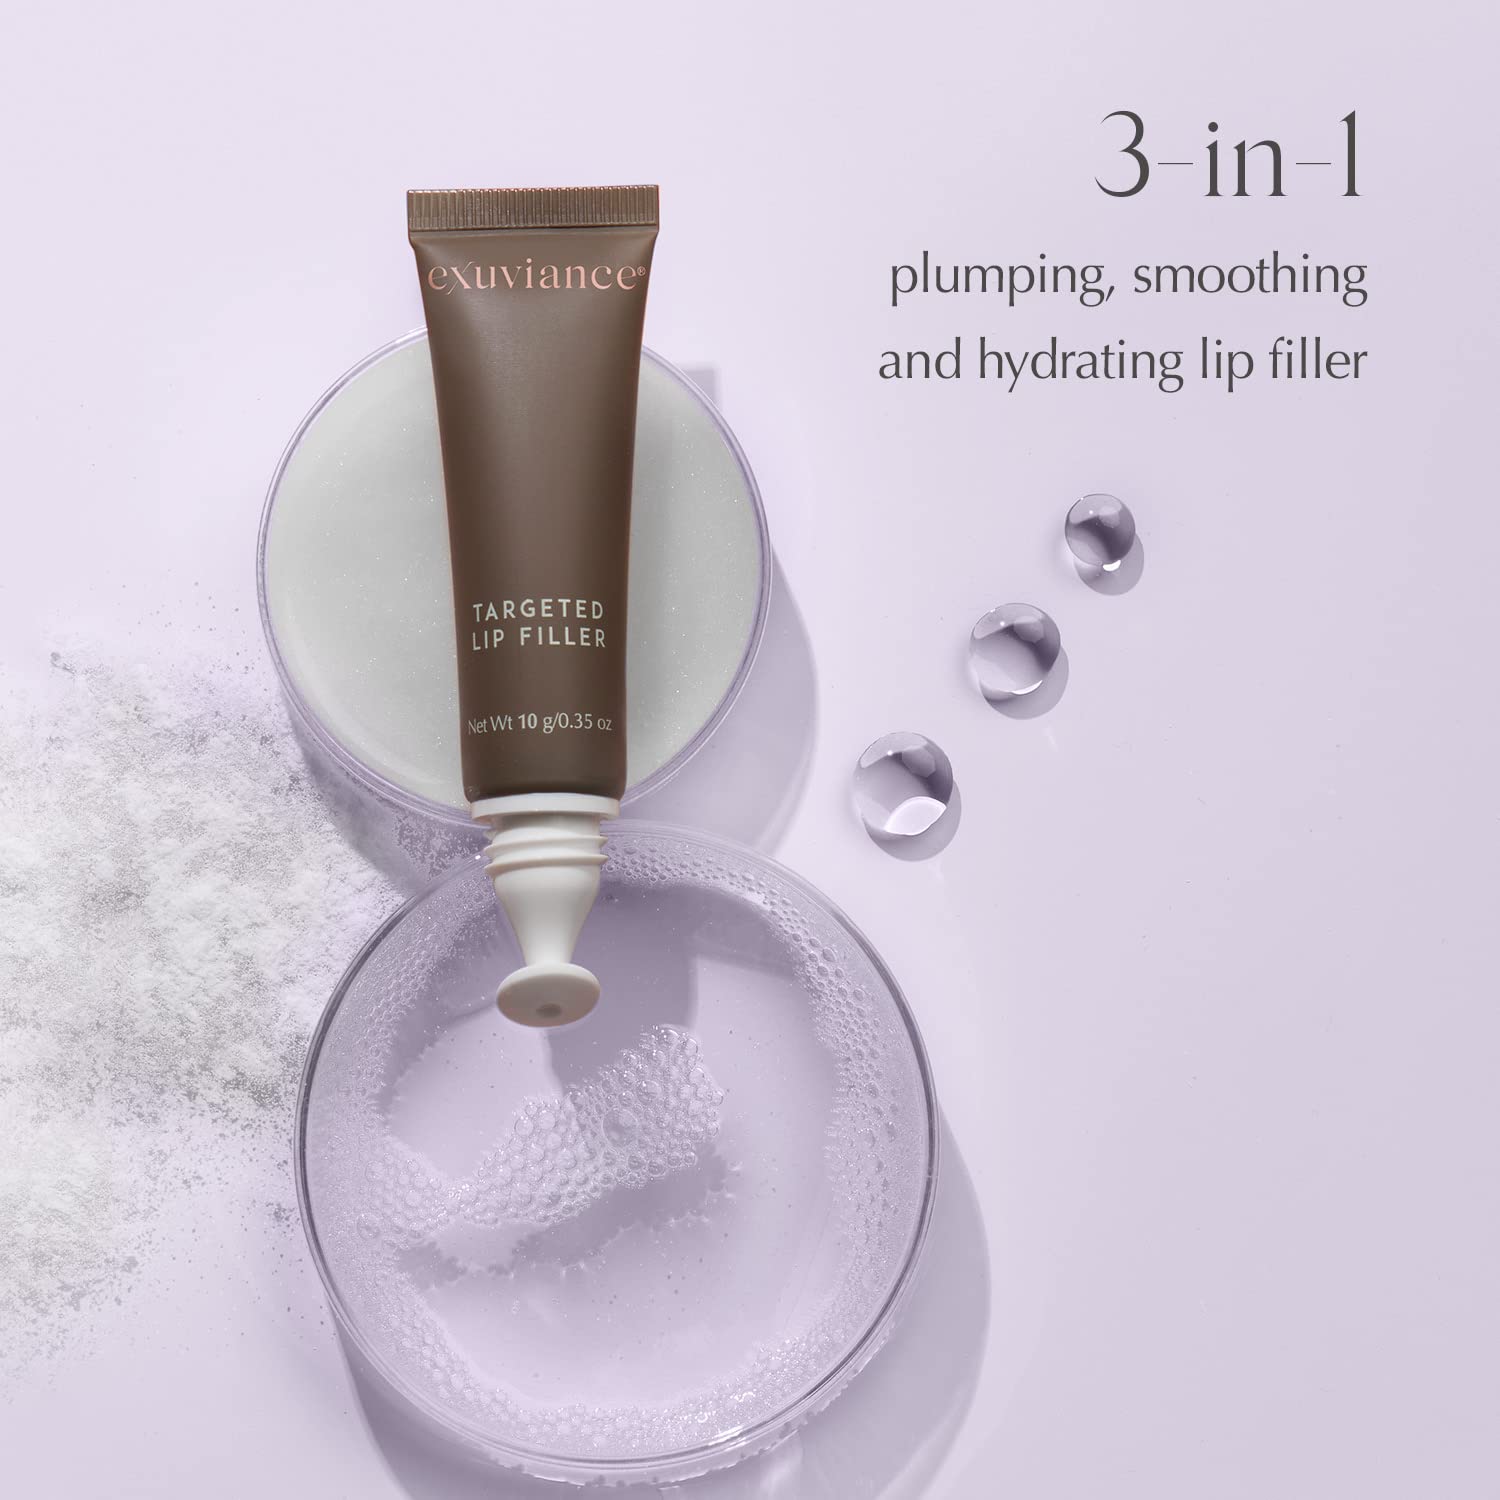 3-in-1
plumping, smoothing
and hydrating lip filler
exuviance®
TARGETED
LIP FILLER
Net Wt 10 g/0.35 oz